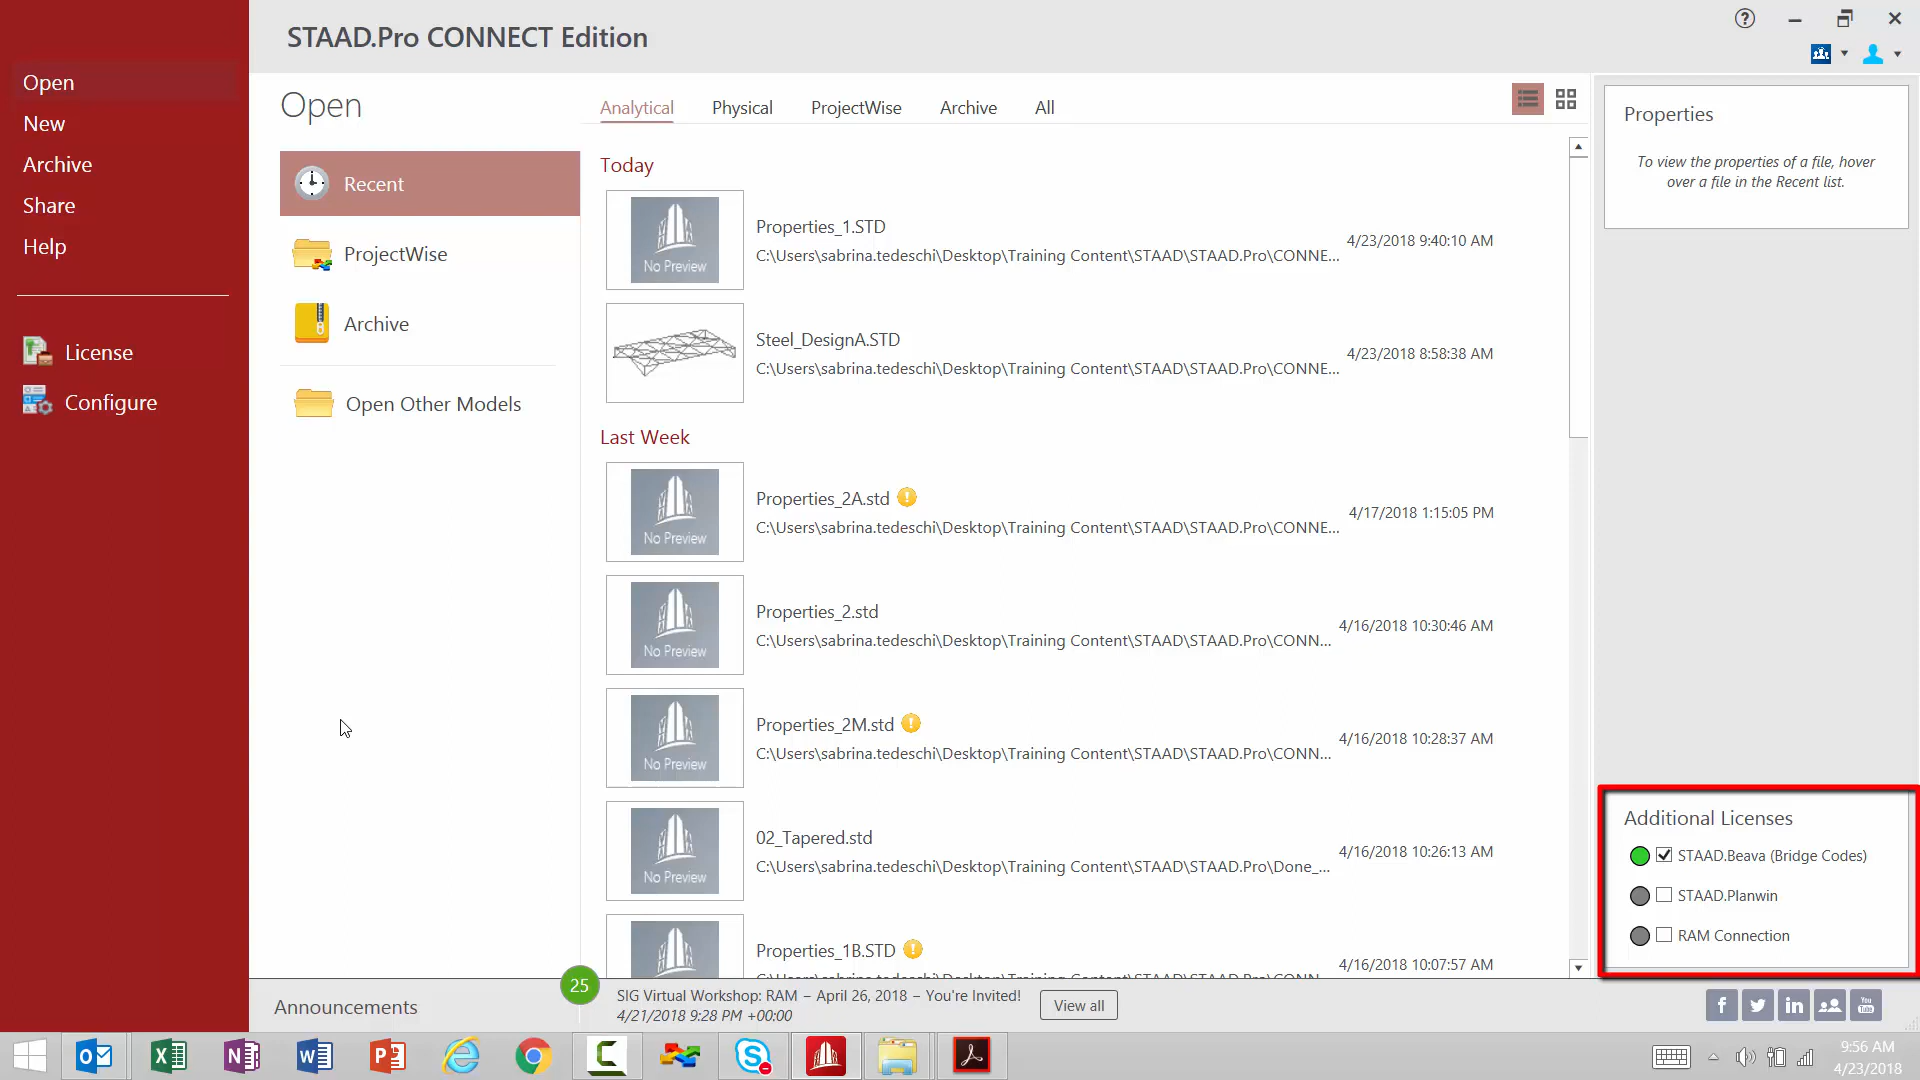 STAAD.Pro CONNECT Edition
Open
New
Archive
Share
Help
License
Configure
Open
Recent
ProjectWise
Archive
Open Other Models
Analytical
Physical
ProjectWise
Archive
All
Today
No Preview
Properties_1.STD
C:\Users\sabrina.tedeschi\Desktop\Training Content\STAAD\STAAD.Pro\CONNE...
4/23/2018 9:40:10 AM
Steel_DesignA.STD
C:\Users\sabrina.tedeschi\Desktop\Training Content\STAAD\STAAD.Pro\CONNE...
4/23/2018 8:58:38 AM
Last Week
No Preview
Properties_2A.std
C:\Users\sabrina.tedeschi\Desktop\Training Content\STAAD\STAAD.Pro\CONNE...
4/17/2018 1:15:05 PM
No Preview
Properties_2.std
C:\Users\sabrina.tedeschi\Desktop\Training Content\STAAD\STAAD.Pro\CONN...
4/16/2018 10:30:46 AM
No Preview
Properties_2M.std
C:\Users\sabrina.tedeschi\Desktop\Training Content\STAAD\STAAD.Pro\CONN...
4/16/2018 10:28:37 AM
No Preview
02_Tapered.std
C:\Users\sabrina.tedeschi\Desktop\Training Content\STAAD\STAAD.Pro\Done_...
4/16/2018 10:26:13 AM
Properties_1B.STD
4/16/2018 10:07:57 AM
Properties
To view the properties of a file, hover
over a file in the Recent list.
Additional Licenses
STAAD.Beava (Bridge Codes)
STAAD.Planwin
RAM Connection
Announcements
25
SIG Virtual Workshop: RAM – April 26, 2018 – You're Invited!
4/21/2018 9:28 PM +00:00
View all
9:56 AM
4/23/2018